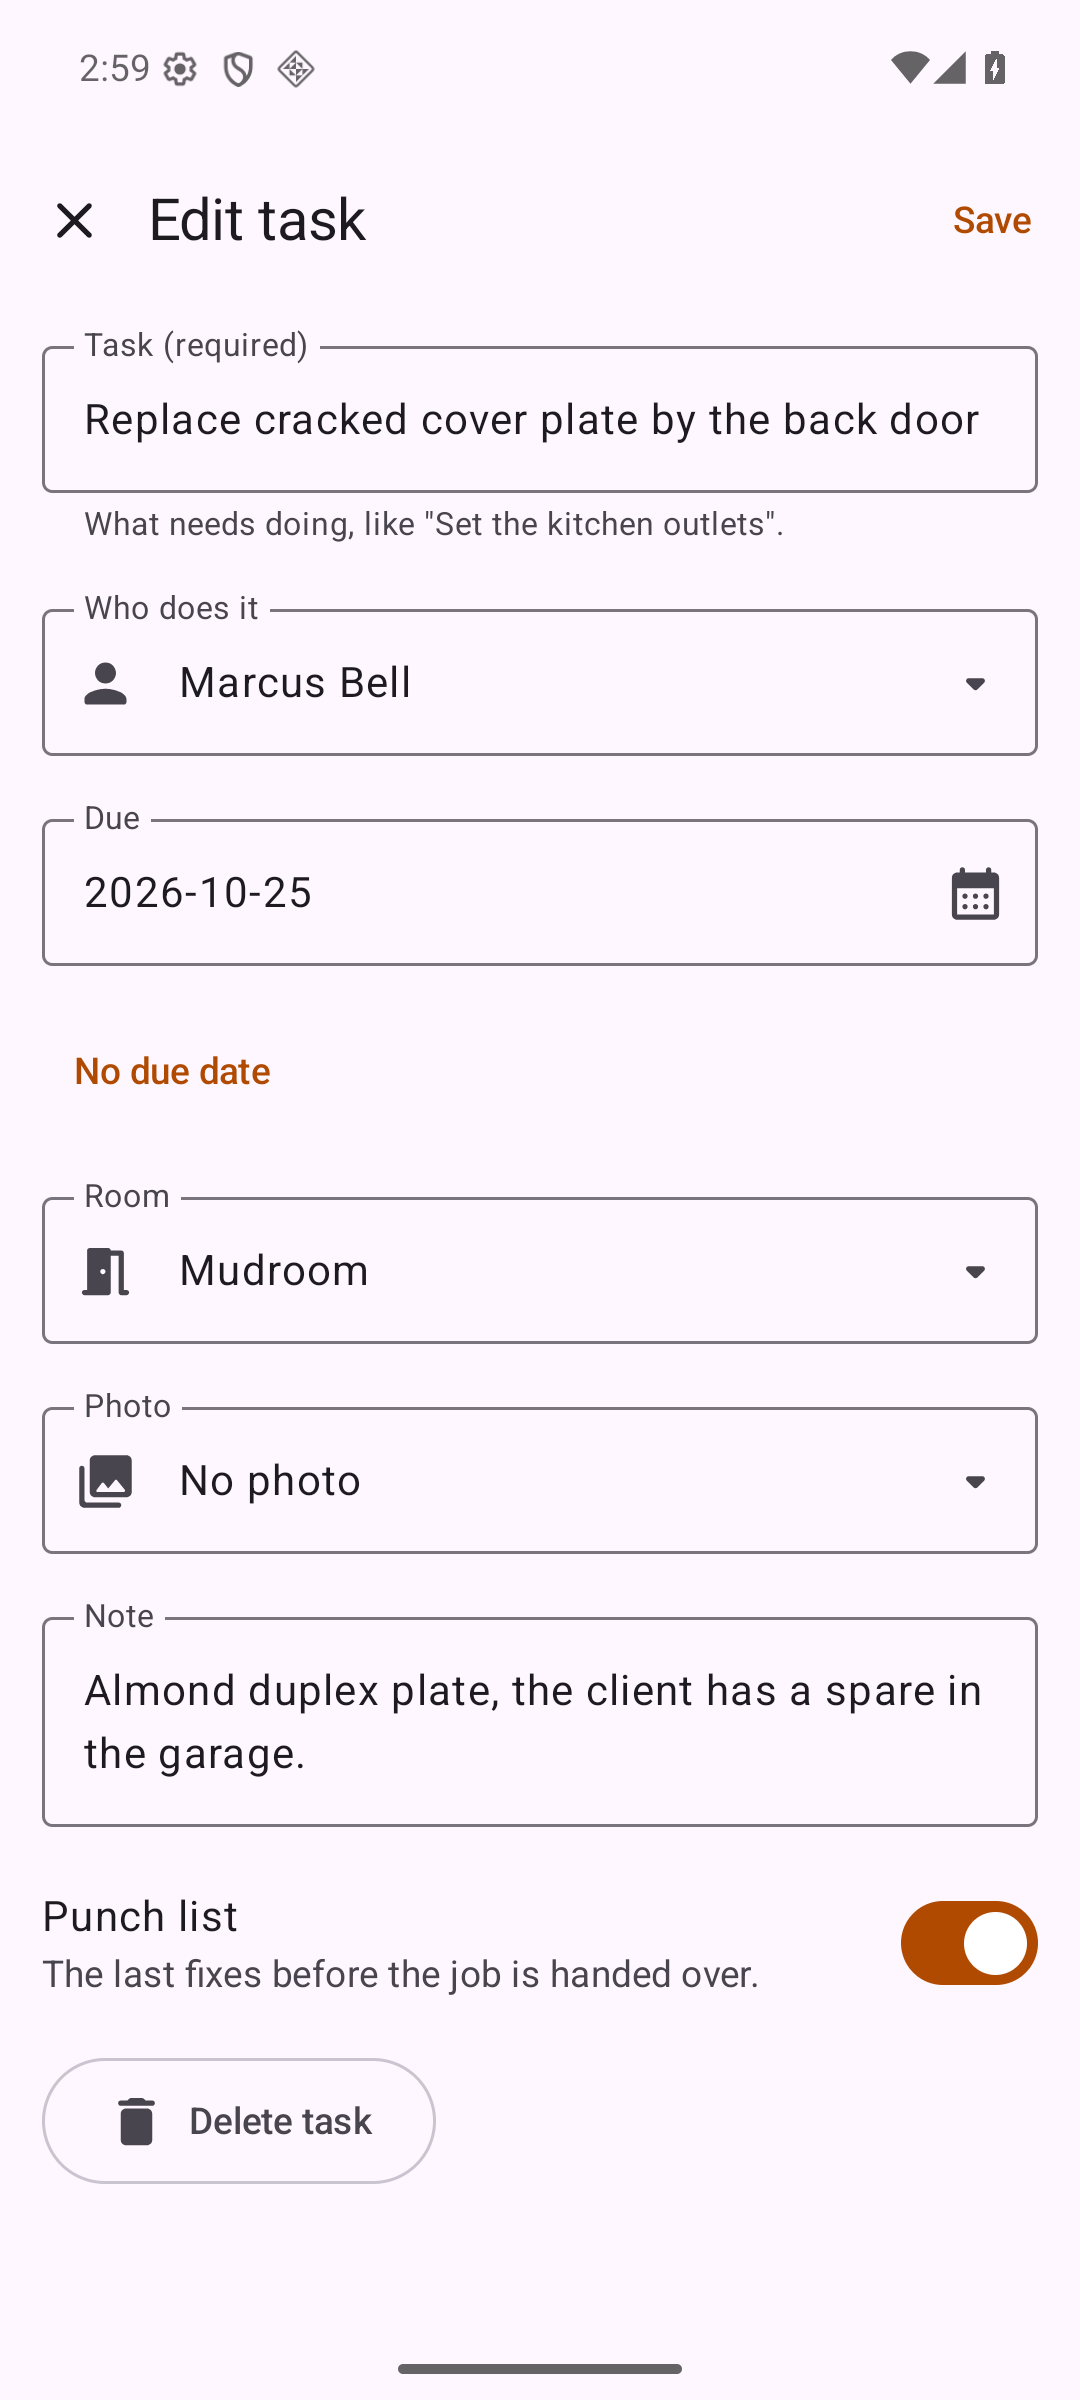 2:59
Edit task
Save
Task (required)
Replace cracked cover plate by the back door
What needs doing, like "Set the kitchen outlets".
Who does it
Marcus Bell
Due
2026-10-25
No due date
Room
Mudroom
Photo
No photo
Note
Almond duplex plate, the client has a spare in
the garage.
Punch list
The last fixes before the job is handed over.
Delete task